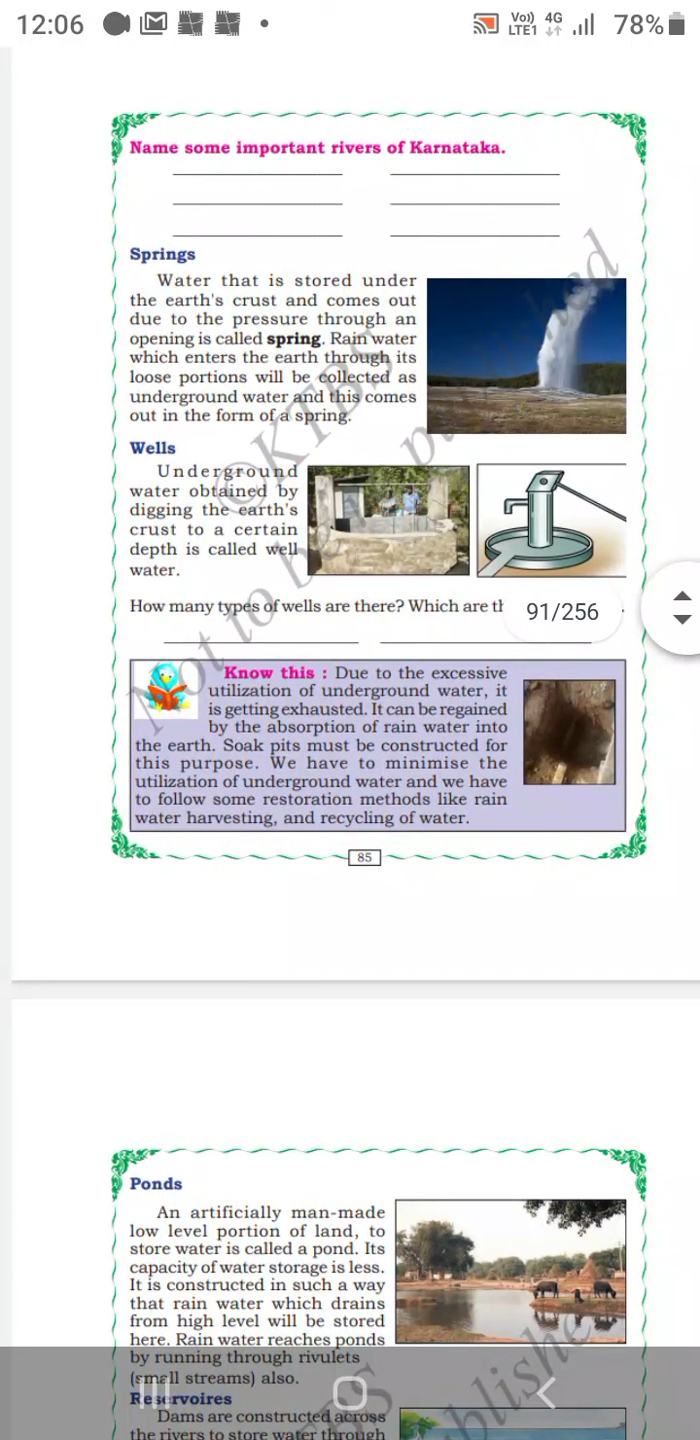 12:06
Vo)) 4G
LTE1
78%
Name some important rivers of Karnataka.
Springs
Water that is stored under
the earth's crust and comes out
due to the pressure through an
opening is called spring. Rain water
which enters the earth through its
loose portions will be collected as
underground water and this comes
out in the form of a spring.
Wells
Underground
water obtained by
digging the earth's
crust to a certain
depth is called well
water.
How many types of wells are there? Which are
91/256
Know this : Due to the excessive
utilization of underground water, it
is getting exhausted. It can be regained
by the absorption of rain water into
the earth. Soak pits must be constructed for
this purpose. We have to minimise the
utilization of underground water and we have
to follow some restoration methods like rain
water harvesting, and recycling of water.
85
©KTBS
Not to be published
Ponds
An artificially man-made
low level portion of land, to
store water is called a pond. Its
capacity of water storage is less.
It is constructed in such a way
that rain water which drains
from high level will be stored
here. Rain water reaches ponds
by running through rivulets
(small streams) also.
Reservoires
Dams are constructed across
the rivers to store water through